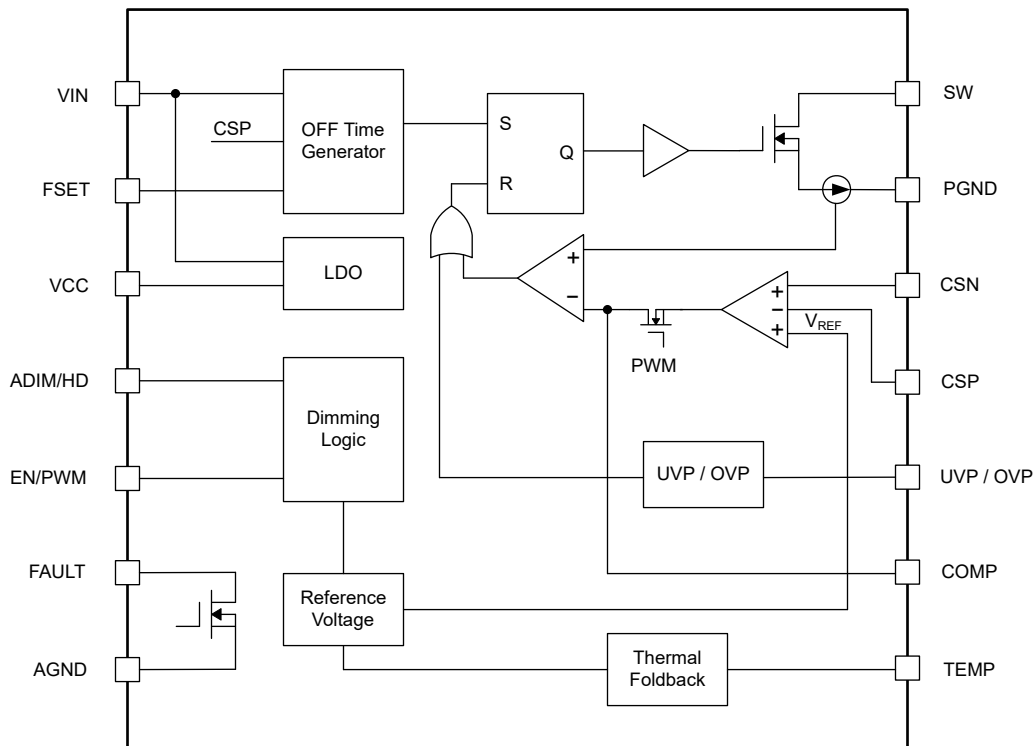 VIN
FSET
VCC
ADIM/HD
EN/PWM
FAULT
AGND
CSP
OFF Time
Generator
LDO
Dimming
Logic
Reference
Voltage
S
Q
R
+
−
PWM
+
−
+
VREF
UVP / OVP
Thermal
Foldback
SW
PGND
CSN
CSP
UVP / OVP
COMP
TEMP